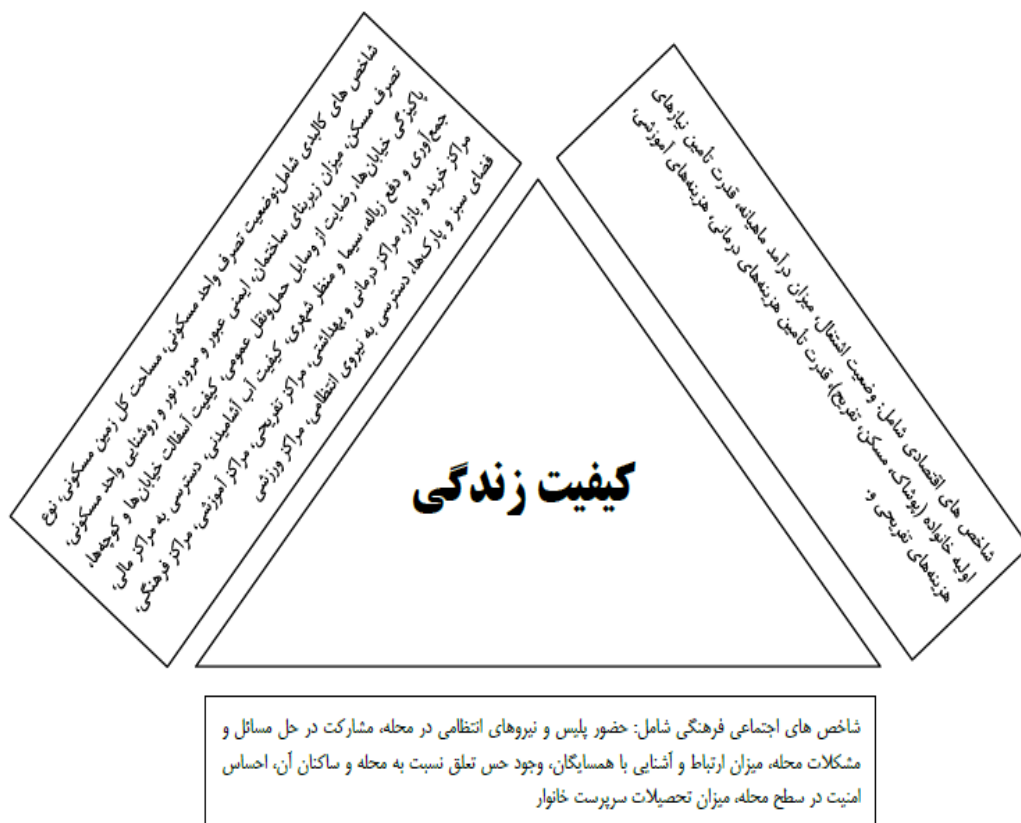 شاخص های کالبدی شامل:وضعیت تصرف واحد مسکونی، مساحت کل زمین مسکونی، نوع
تصرف مسکن، میزان زیربنای ساختمان، ایمنی عبور و مرور، نور و روشنایی واحد مسکونی،
پاکیزگی خیابان‌ها، رضایت از وسایل حمل‌ونقل عمومی، کیفیت آسفالت خیابان‌ها و کوچه‌ها،
جمع‌آوری و دفع زباله، سیما و منظر شهری، کیفیت آب آشامیدنی، دسترسی به مراکز مالی،
مراکز خرید و بازار، مراکز درمانی و بهداشتی، مراکز تفریحی، مراکز آموزشی، مراکز فرهنگی،
فضای سبز و پارک‌ها، دسترسی به نیروی انتظامی، مراکز ورزشی
شاخص های اقتصادی شامل: وضعیت اشتغال، میزان درآمد ماهیانه، قدرت تأمین نیازهای
اولیه خانواده (پوشاک، مسکن، تفریح)، قدرت تأمین هزینه‌های درمانی، هزینه‌های آموزشی،
هزینه‌های تفریحی و.
کیفیت زندگی
شاخص های اجتماعی فرهنگی شامل: حضور پلیس و نیروهای انتظامی در محله، مشارکت در حل مسائل و
مشکلات محله، میزان ارتباط و آشنایی با همسایگان، وجود حس تعلق نسبت به محله و ساکنان آن، احساس
امنیت در سطح محله، میزان تحصیلات سرپرست خانوار